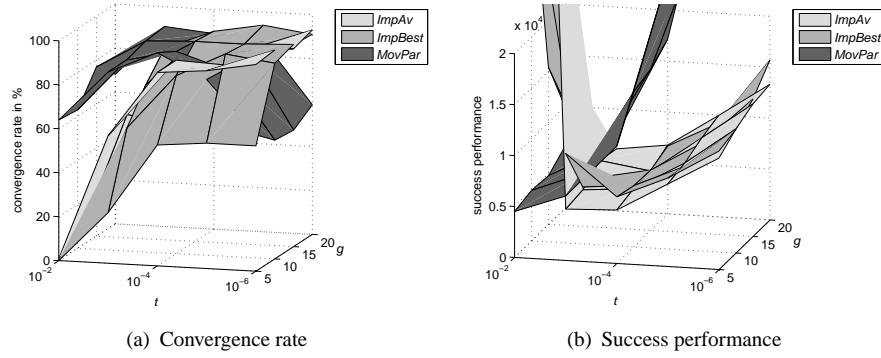 ImpAv
ImpBest
MovPar
100
80
60
40
20
0
convergence rate in %
10⁻²
10⁻⁴
10⁻⁶
t
5
10
15
20
g
(a) Convergence rate
x 10⁴
ImpAv
ImpBest
MovPar
2
1.5
1
0.5
0
success performance
10⁻²
10⁻⁴
10⁻⁶
t
5
10
15
20
g
(b) Success performance